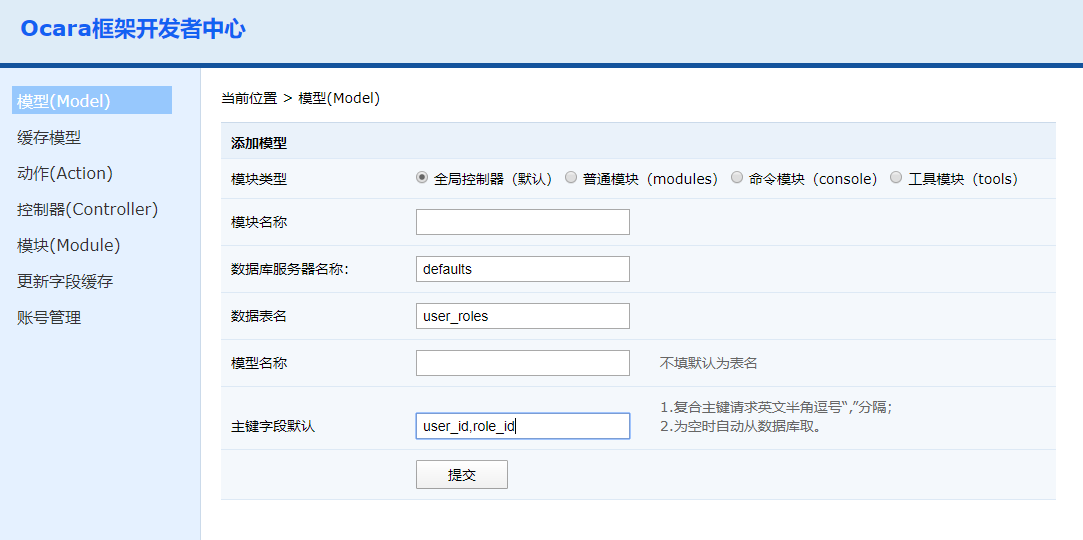 Ocara框架开发者中心
模型(Model)
缓存模型
动作(Action)
控制器(Controller)
模块(Module)
更新字段缓存
账号管理
当前位置 > 模型(Model)
添加模型
模块类型 全局控制器（默认） 普通模块（modules） 命令模块（console） 工具模块（tools）
模块名称
数据库服务器名称： defaults
数据表名 user_roles
模型名称 不填默认为表名
主键字段默认 user_id,role_id
1.复合主键请求英文半角逗号“,”分隔；
2.为空时自动从数据库取。
提交